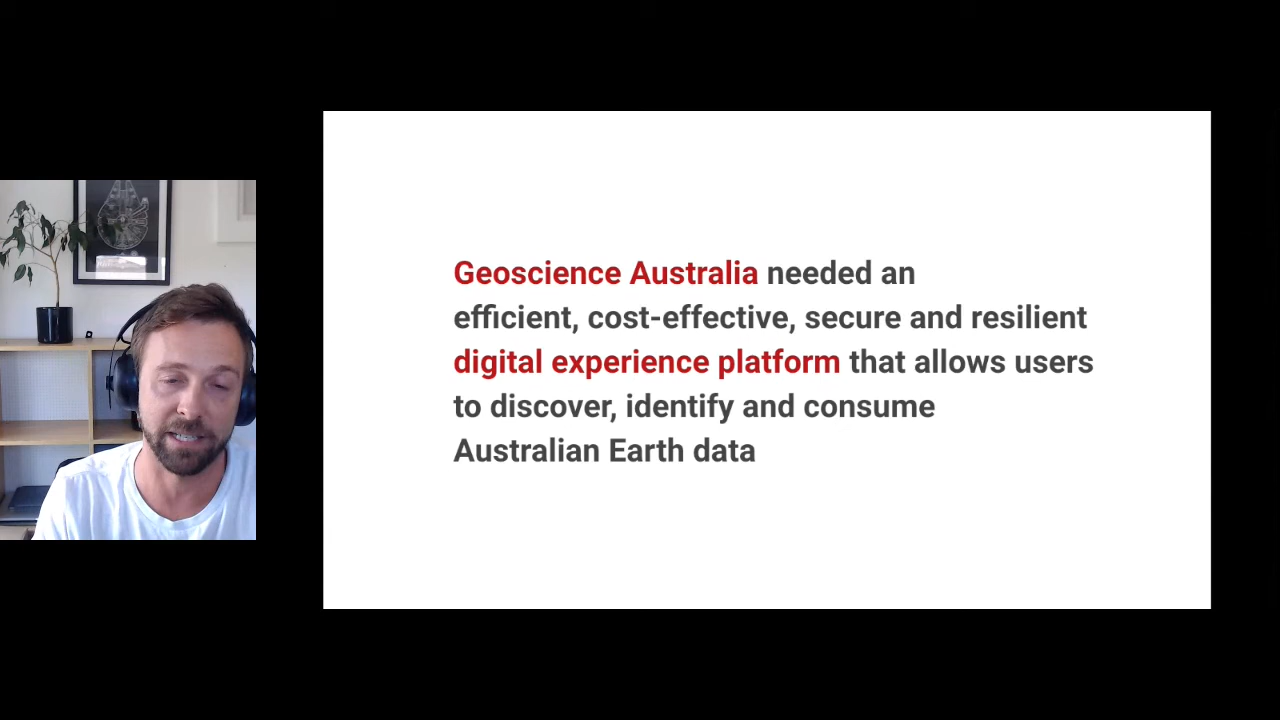 Geoscience Australia needed an
efficient, cost-effective, secure and resilient
digital experience platform that allows users
to discover, identify and consume
Australian Earth data